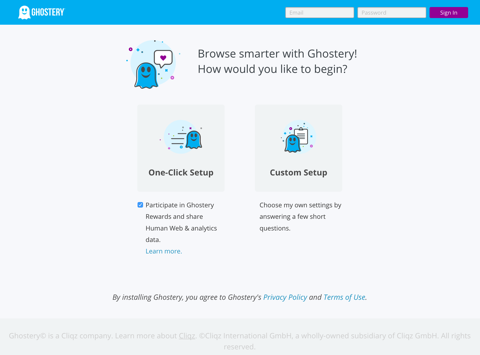 GHOSTERY
Email
Password
Sign In
Browse smarter with Ghostery!
How would you like to begin?
One-Click Setup
Custom Setup
Participate in Ghostery
Rewards and share
Human Web & analytics
data.
Learn more.
Choose my own settings by
answering a few short
questions.
By installing Ghostery, you agree to Ghostery's Privacy Policy and Terms of Use.
Ghostery® is a Cliqz company. Learn more about Cliqz. ©Cliqz International GmbH, a wholly-owned subsidiary of Cliqz GmbH. All rights
reserved.